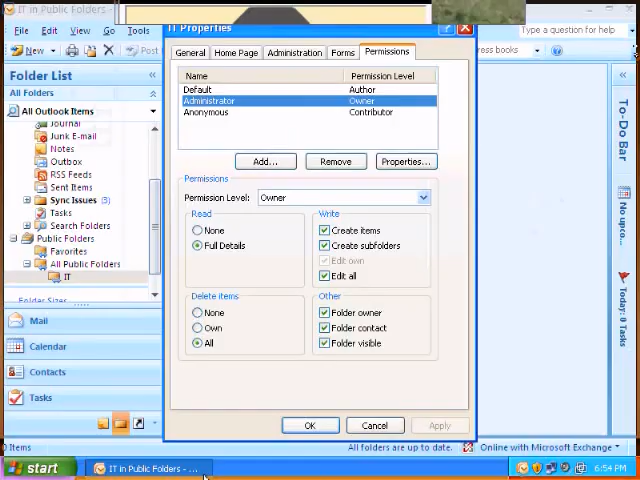 IT in Public Folders -
IT Properties
File
Edit
View
Go
Tools
Type a question for help
New
Post
ress books
General
Home Page
Administration
Forms
Permissions
Folder List
All Folders
All Outlook Items
Journal
Junk E-mail
Notes
Outbox
RSS Feeds
Sent Items
Sync Issues (3)
Tasks
Search Folders
Public Folders
Favorites
All Public Folders
IT
Folder Sizes
Name
Permission Level
Default
Author
Administrator
Owner
Anonymous
Contributor
Add...
Remove
Properties...
Permissions
Permission Level:
Owner
Read
None
Full Details
Write
Create items
Create subfolders
Edit own
Edit all
Delete items
None
Own
All
Other
Folder owner
Folder contact
Folder visible
OK
Cancel
Apply
To-Do Bar
No upco...
Today: 0 Tasks
Mail
Calendar
Contacts
Tasks
0 Items
All folders are up to date.
Online with Microsoft Exchange
start
IT in Public Folders - ...
6:54 PM